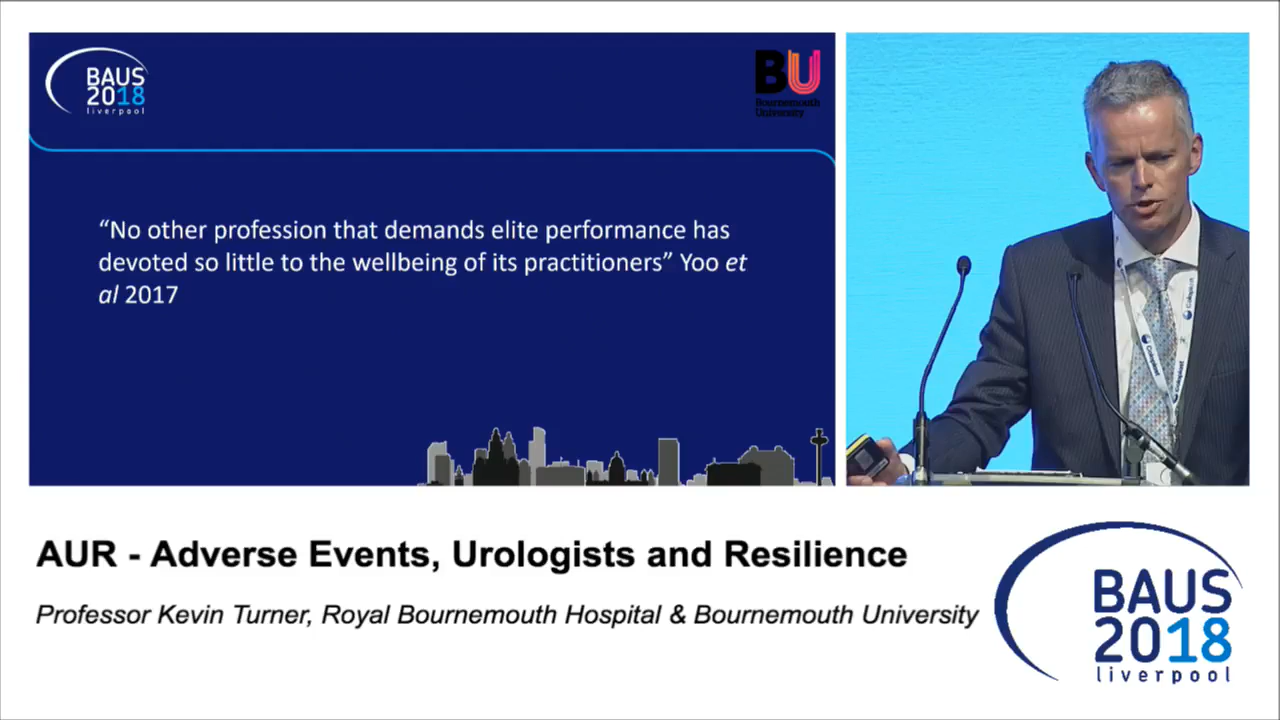 BAUS
2018
liverpool
BU
Bournemouth
University
“No other profession that demands elite performance has
devoted so little to the wellbeing of its practitioners” Yoo et
al 2017
Coloplast
Coloplast
AUR - Adverse Events, Urologists and Resilience
Professor Kevin Turner, Royal Bournemouth Hospital & Bournemouth University
BAUS
2018
liverpool